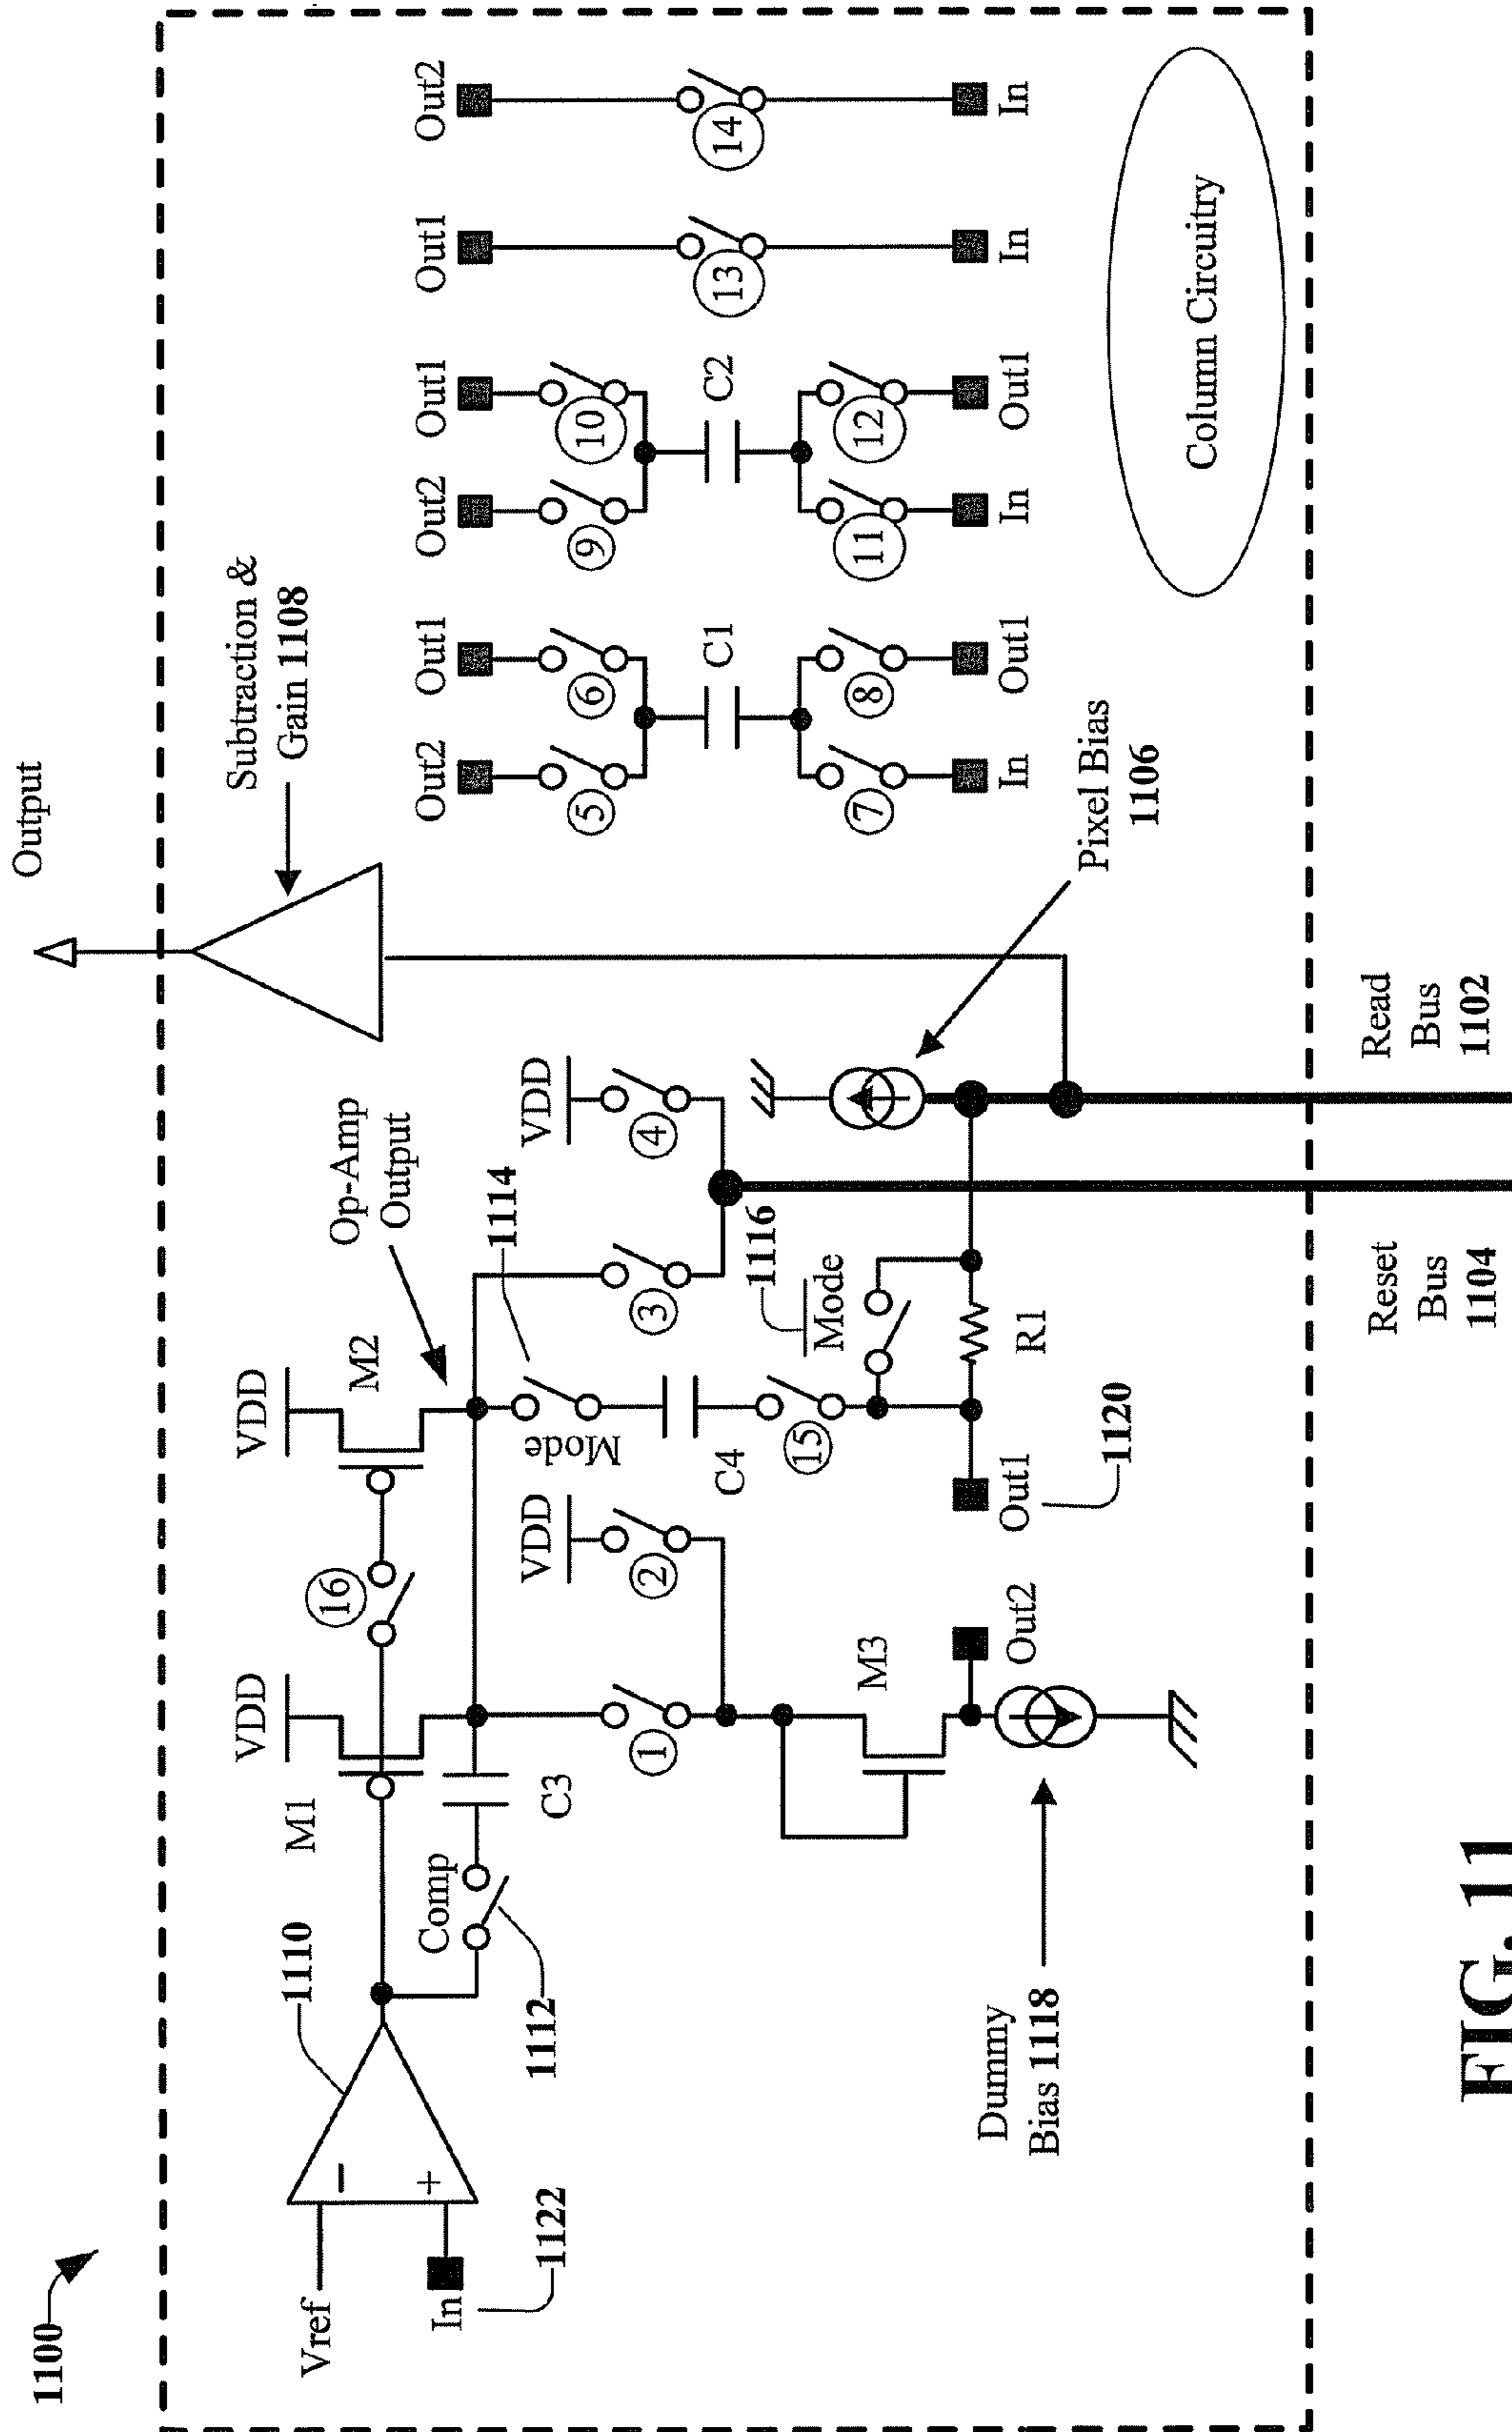 1100
Output
Subtraction &
Gain 1108
Vref
In
1122
−
+
1110
Comp
1112
M1
VDD
16
VDD
M2
C3
Op-Amp
Output
1114
Mode
C4
15
1
VDD
2
3
VDD
4
M3
Out2
Dummy
Bias 1118
Out1
1120
1116
Mode
R1
Pixel Bias
1106
Out2
Out1
5
6
C1
7
8
In
Out1
Out2
Out1
9
10
C2
11
12
In
Out1
Out1
13
In
Out2
14
In
Column Circuitry
Reset
Bus
1104
Read
Bus
1102
FIG. 11